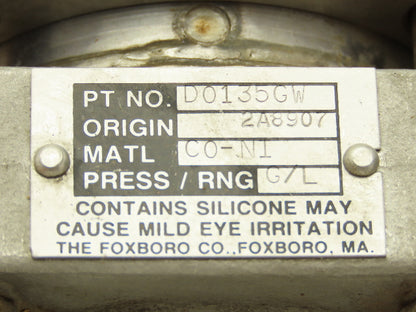 PT NO. D0135GW
ORIGIN 2A8907
MATL CO-NI
PRESS / RNG G/L
CONTAINS SILICONE MAY
CAUSE MILD EYE IRRITATION
THE FOXBORO CO., FOXBORO, MA.